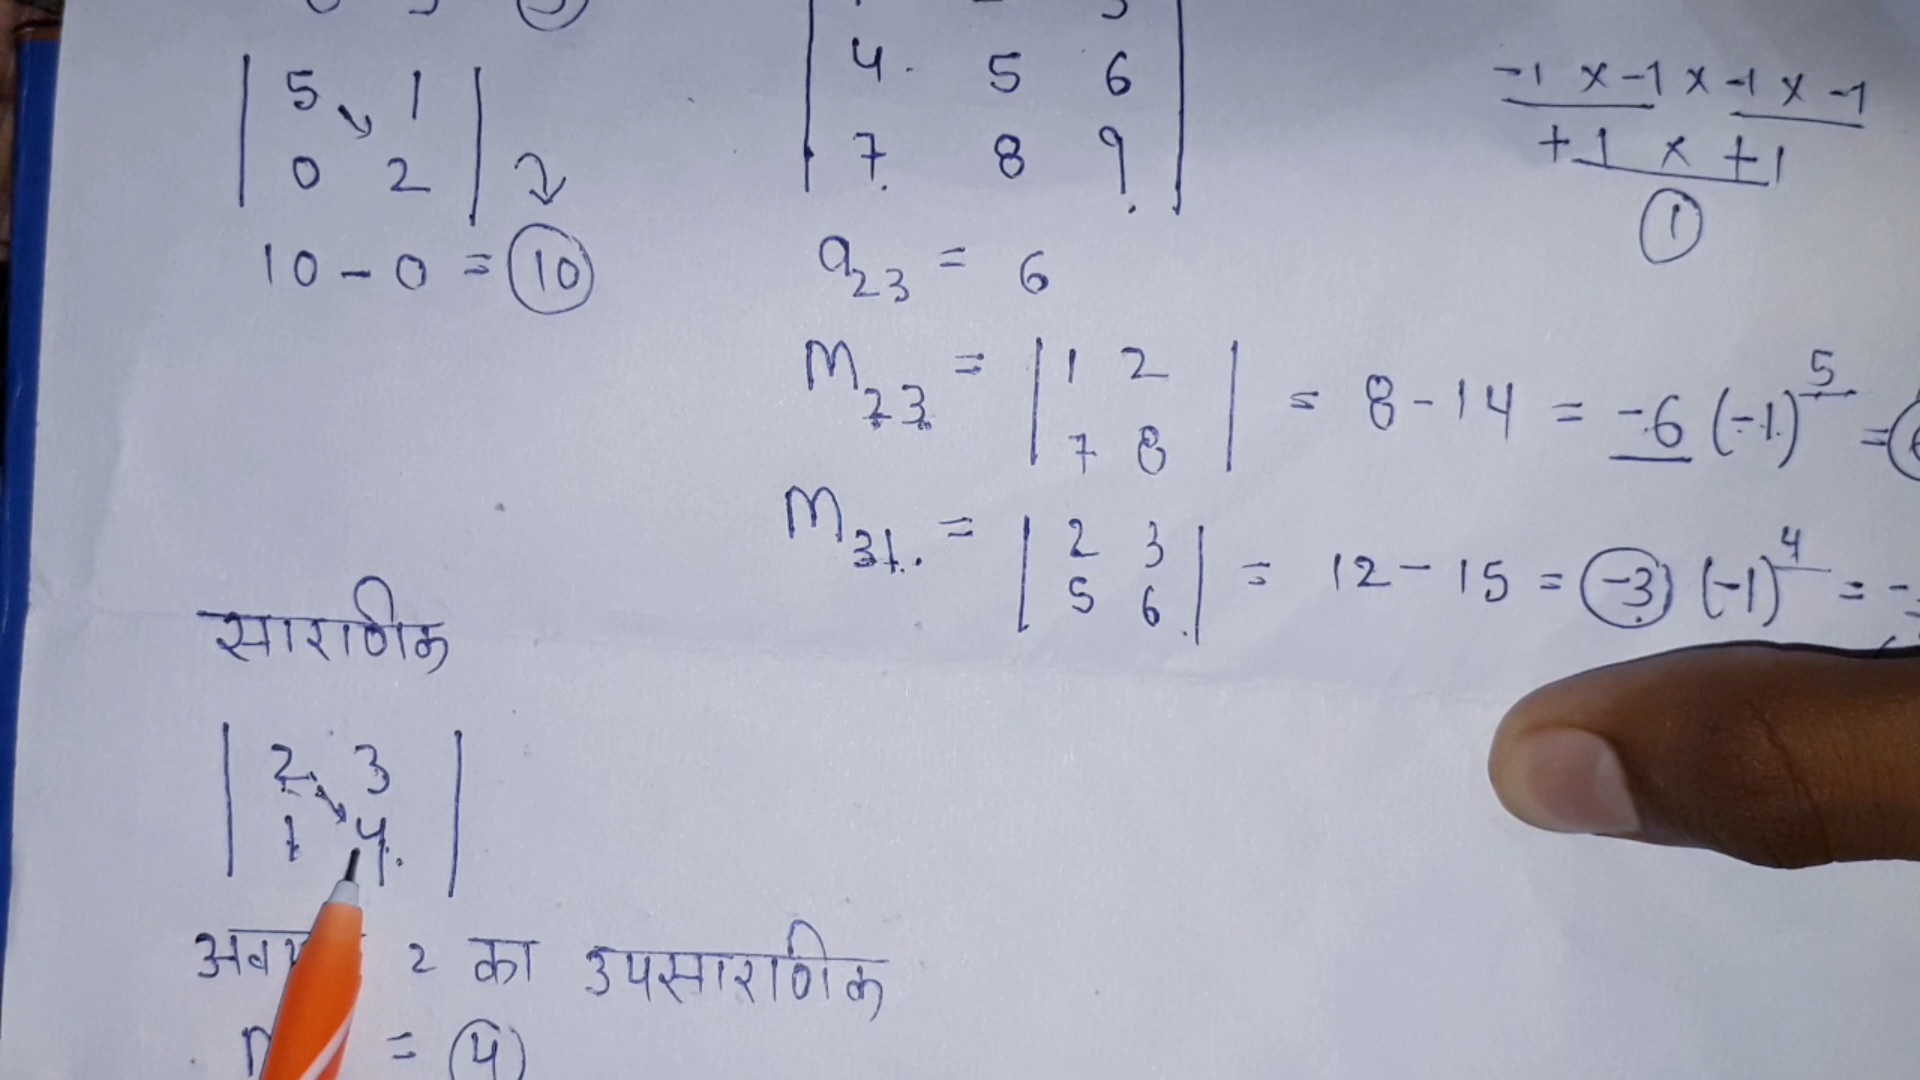 5 1
0 2
10 - 0 = 10
4 5 6
7 8 9
a23 = 6
M23 = | 1 2 | = 8 - 14 = -6 (-1)^5 =
7 8
M31 = | 2 3 | = 12 - 15 = -3 (-1)^4 =
5 6
-1 x -1 x -1 x -1
+1 x +1
1
सारणिक
2 3
1 4
2 का उपसारणिक
= 4